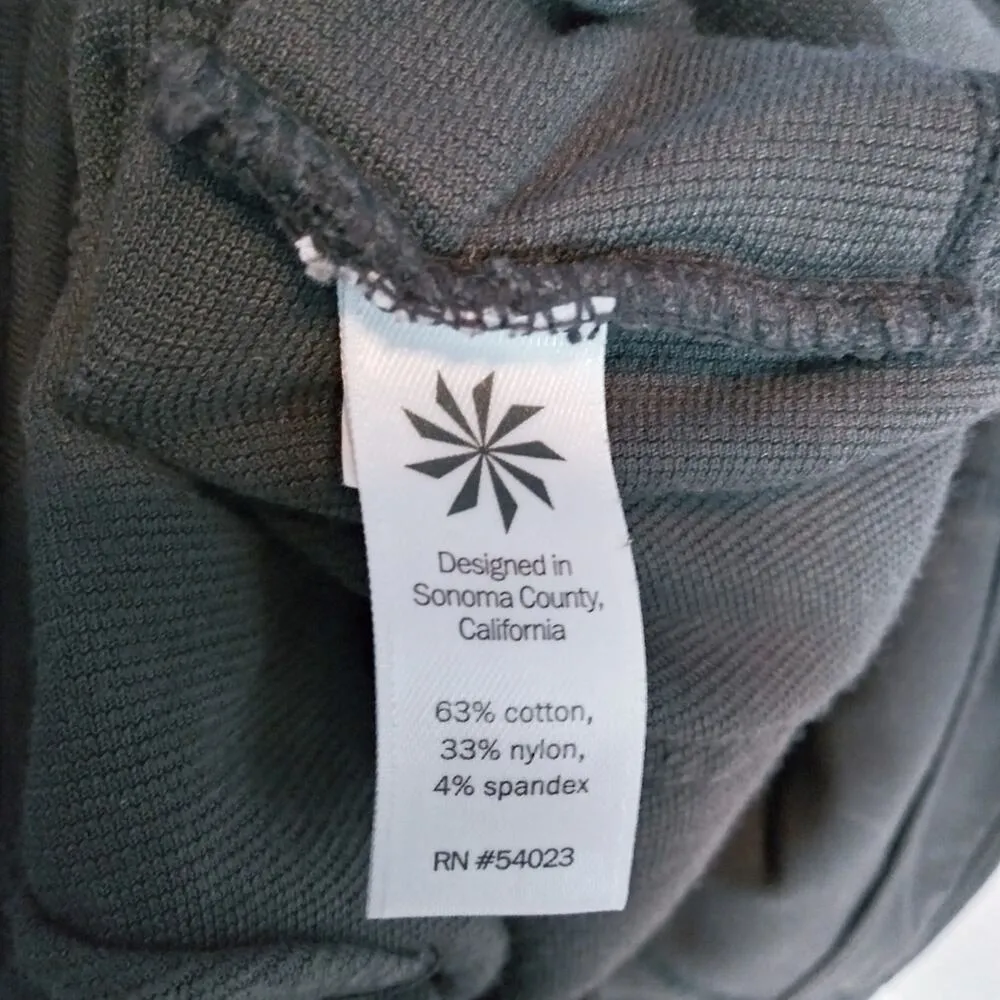 Designed in
Sonoma County,
California
63% cotton,
33% nylon,
4% spandex
RN #54023